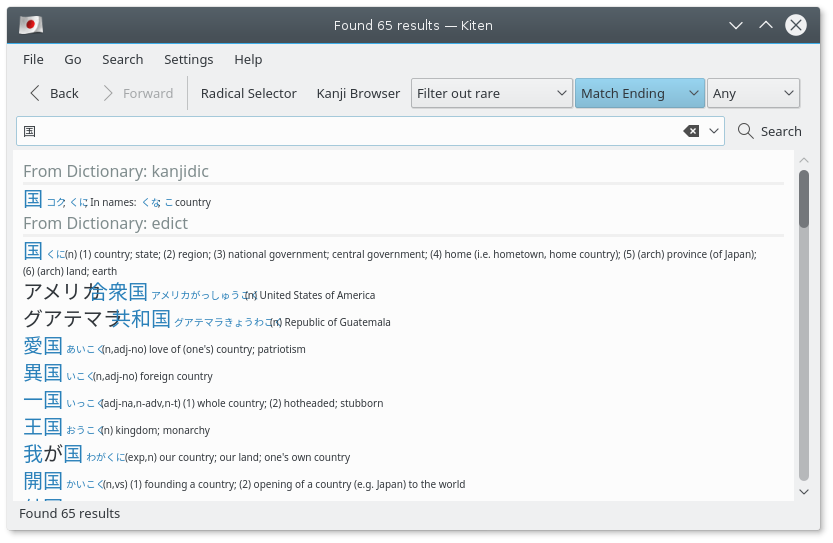 Found 65 results — Kiten
File Go Search Settings Help
Back Forward Radical Selector Kanji Browser Filter out rare Match Ending Any
国 Search
From Dictionary: kanjidic
国 コク; くに; In names: くな, こ country
From Dictionary: edict
国 くに (n) (1) country; state; (2) region; (3) national government; central government; (4) home (i.e. hometown, home country); (5) (arch) province (of Japan);
(6) (arch) land; earth
アメリカ合衆国 アメリカがっしゅうこく (n) United States of America
グアテマラ共和国 グアテマラきょうわこく (n) Republic of Guatemala
愛国 あいこく (n,adj-no) love of (one's) country; patriotism
異国 いこく (n,adj-no) foreign country
一国 いっこく (adj-na,n-adv,n-t) (1) whole country; (2) hotheaded; stubborn
王国 おうこく (n) kingdom; monarchy
我が国 わがくに (exp,n) our country; our land; one's own country
開国 かいこく (n,vs) (1) founding a country; (2) opening of a country (e.g. Japan) to the world
Found 65 results